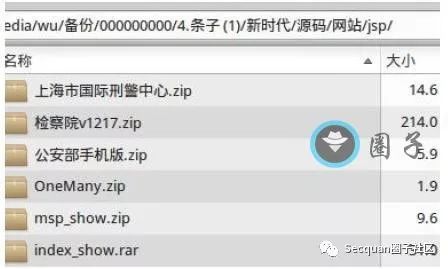 edia/wu/备份/000000000/4.条子 (1)/新时代/源码/网站/jsp/
名称 大小
上海市国际刑警中心.zip 14.6
检察院v1217.zip 214.0
公安部手机版.zip 5.9
OneMany.zip 1.9
msp_show.zip 9.6
index_show.rar
圈子
Secquan圈子社区